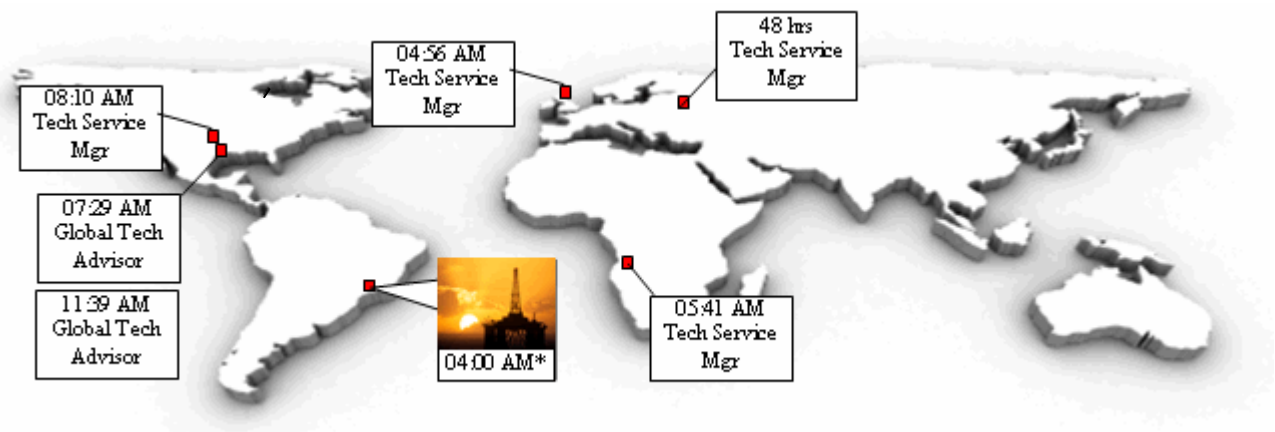 48 hrs
Tech Service
Mgr
04:56 AM
Tech Service
Mgr
08:10 AM
Tech Service
Mgr
07:29 AM
Global Tech
Advisor
11:39 AM
Global Tech
Advisor
04:00 AM*
05:41 AM
Tech Service
Mgr